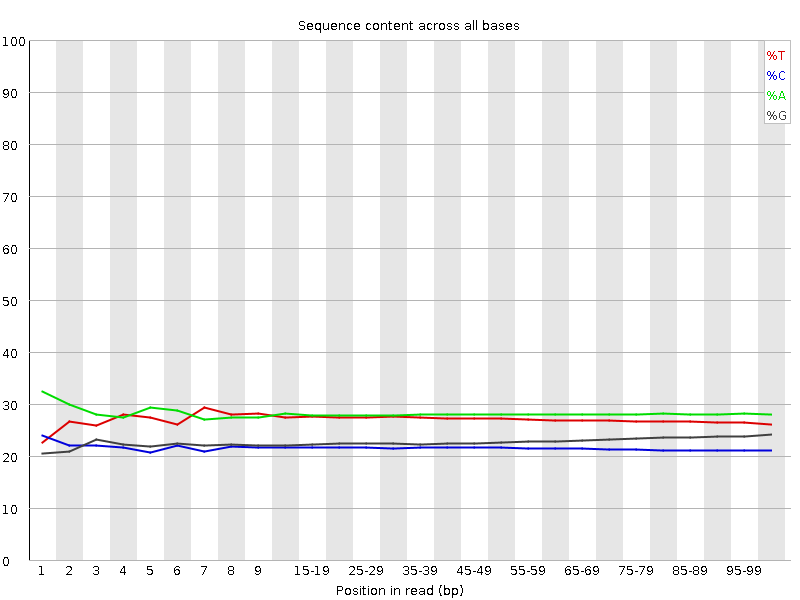 Sequence content across all bases
100
90
80
70
60
50
40
30
20
10
0
%T
%C
%A
%G
1 2 3 4 5 6 7 8 9 15-19 25-29 35-39 45-49 55-59 65-69 75-79 85-89 95-99
Position in read (bp)